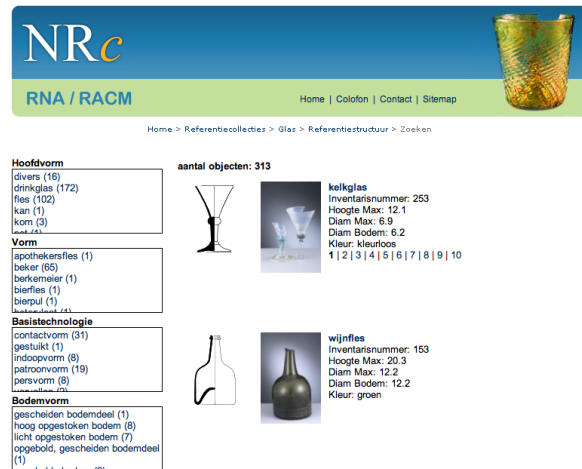 NRc
RNA / RACM
Home | Colofon | Contact | Sitemap
Home > Referentiecollecties > Glas > Referentiestructuur > Zoeken
Hoofdvorm
divers (16)
drinkglas (172)
fles (102)
kan (1)
kom (3)
Vorm
apothekersfles (1)
beker (65)
berkemeier (1)
bierfles (1)
bierpul (1)
Basistechnologie
contactvorm (31)
gestuikt (1)
indoopvorm (8)
patroonvorm (19)
persvorm (8)
Bodemvorm
gescheiden bodemdeel (1)
hoog opgestoken bodem (8)
licht opgestoken bodem (7)
opgebold, gescheiden bodemdeel
(1)
aantal objecten: 313
kelkglas
Inventarisnummer: 253
Hoogte Max: 12.1
Diam Max: 6.9
Diam Bodem: 6.2
Kleur: kleurloos
1 | 2 | 3 | 4 | 5 | 6 | 7 | 8 | 9 | 10
wijnfles
Inventarisnummer: 153
Hoogte Max: 20.3
Diam Max: 12.2
Diam Bodem: 12.2
Kleur: groen